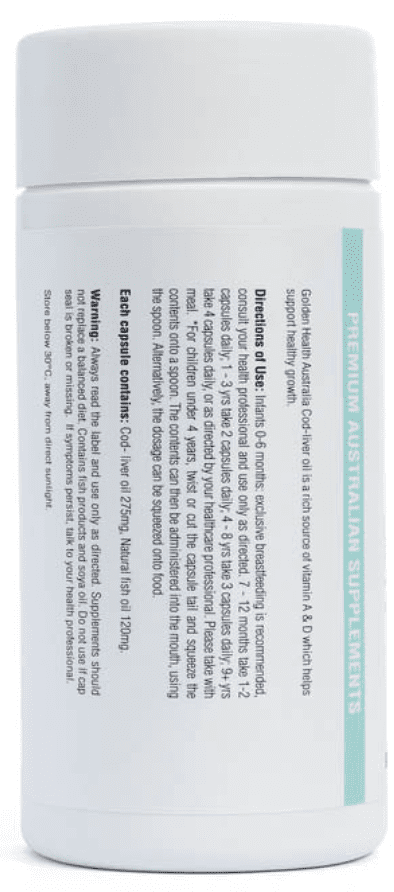 PREMIUM AUSTRALIAN SUPPLEMENTS
Golden Health Australia Cod-liver oil is a rich source of vitamin A & D which helps
support healthy growth.
Directions of Use: Infants 0-6 months: exclusive breastfeeding is recommended,
consult your health professional and use only as directed. 7 - 12 months take 1-2
capsules daily; 1 - 3 yrs take 2 capsules daily; 4 - 8 yrs take 3 capsules daily; 9+ yrs
take 4 capsules daily, or as directed by your healthcare professional. Please take with
meal. *For children under 4 years, twist or cut the capsule tail and squeeze the
contents onto a spoon. The contents can then be administered into the mouth, using
the spoon. Alternatively, the dosage can be squeezed onto food.
Each capsule contains: Cod- liver oil 275mg, Natural fish oil 120mg.
Warning: Always read the label and use only as directed. Supplements should
not replace a balanced diet. Contains fish products and soya oil. Do not use if cap
seal is broken or missing. If symptoms persist, talk to your health professional.
Store below 30°C, away from direct sunlight.